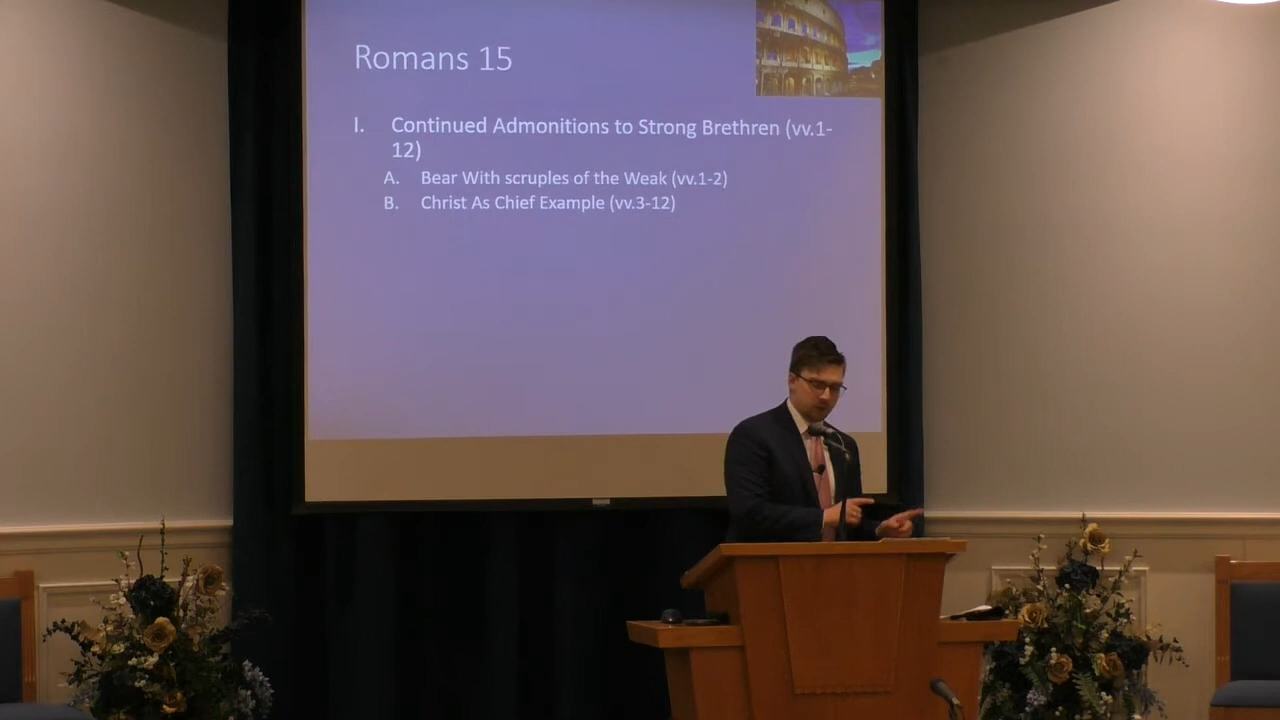 Romans 15
I. Continued Admonitions to Strong Brethren (vv.1-
12)
A. Bear With scruples of the Weak (vv.1-2)
B. Christ As Chief Example (vv.3-12)